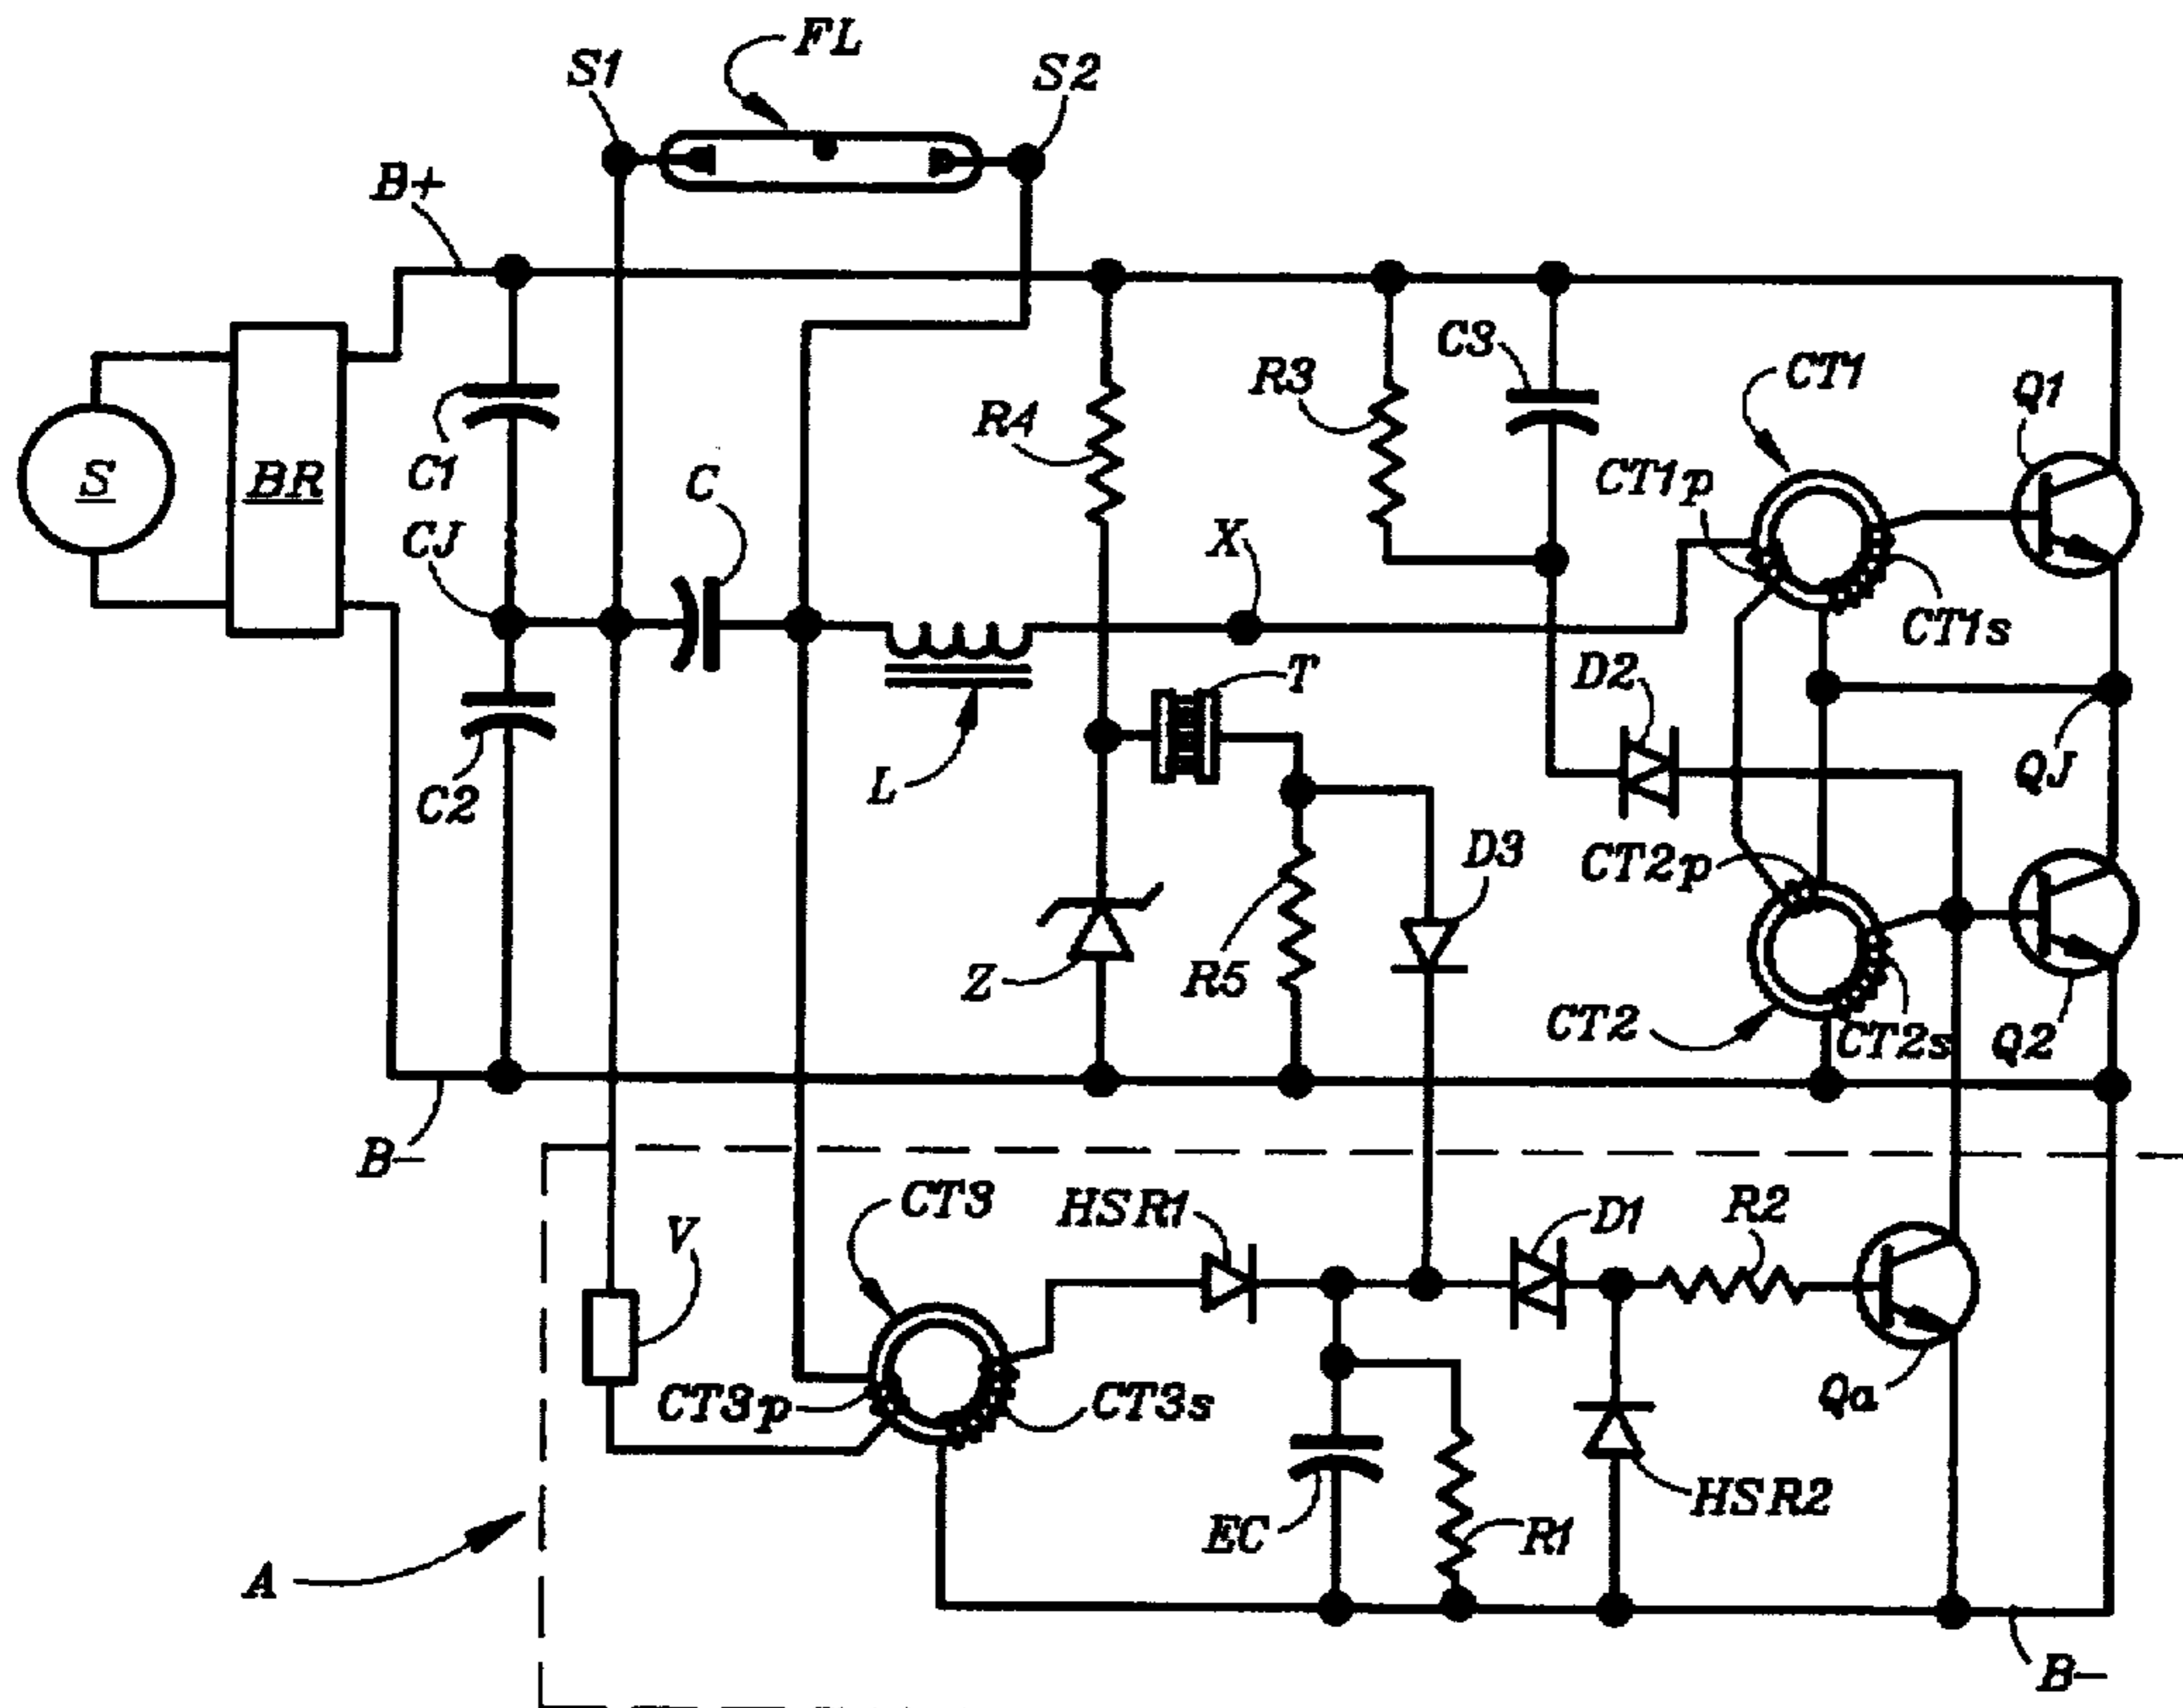 FL
S1
S2
B+
C3
R3
CT1
Q1
R4
S
BR
C1
C
CT1p
CJ
X
CT1s
T
D2
L
C2
QJ
D3
CT2p
Z
R5
CT2
CT2s
Q2
B-
CT3
HSR1
D1
R2
V
CT3p
CT3s
Qa
HSR2
EC
R1
A
B-